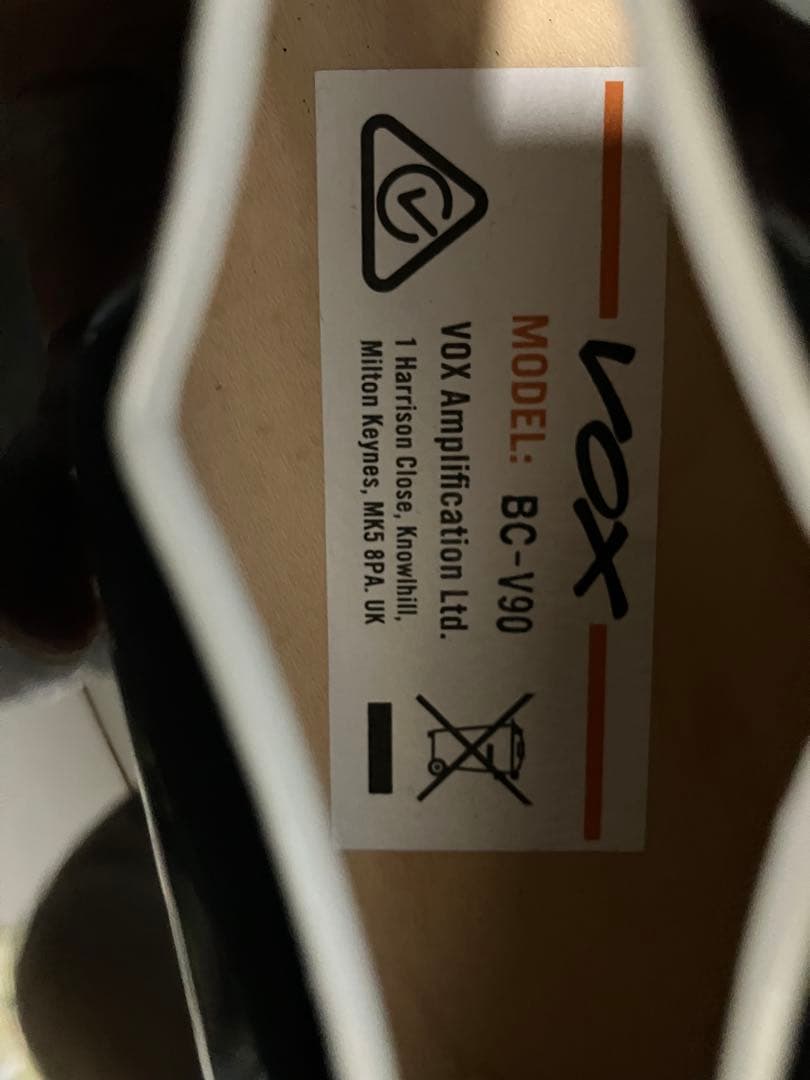 VOX
MODEL: BC-V90
VOX Amplification Ltd.
1 Harrison Close, Knowlhill,
Milton Keynes, MK5 8PA. UK